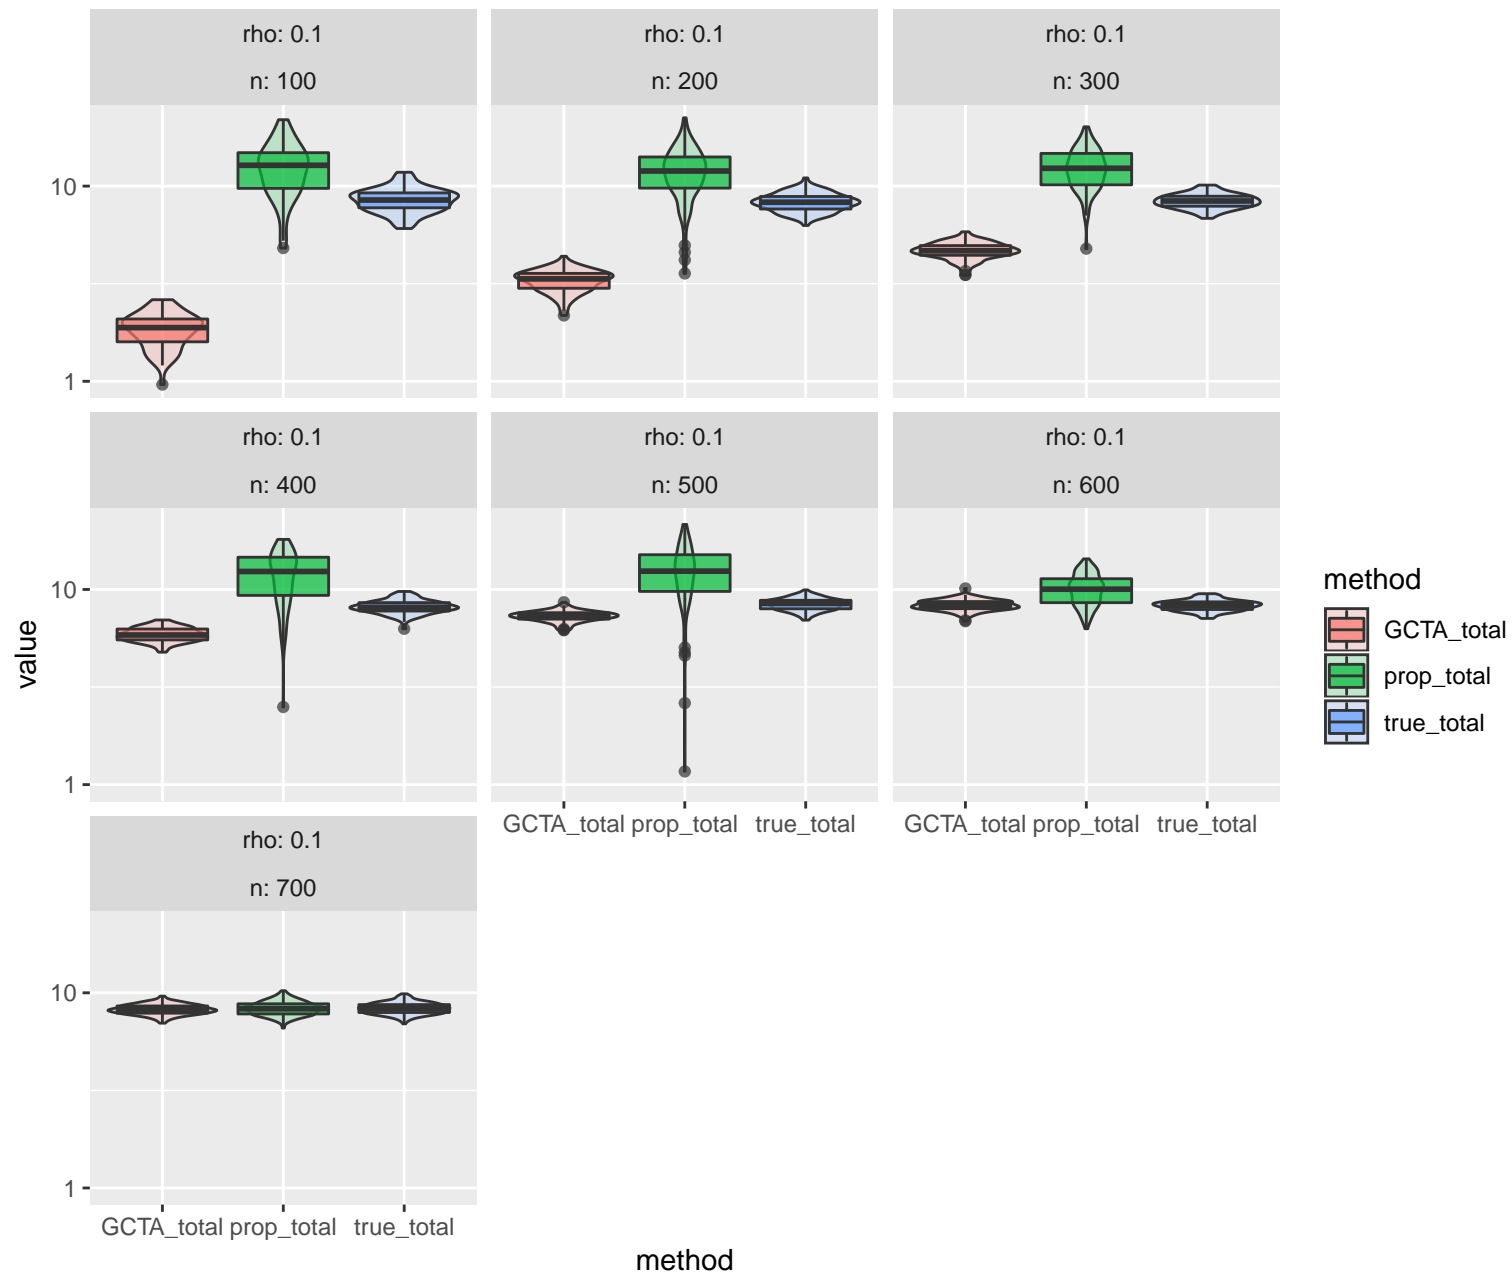 rho: 0.1
rho: 0.1
rho: 0.1
n: 100
n: 200
n: 300
10
1
rho: 0.1
rho: 0.1
rho: 0.1
n: 400
n: 500
n: 600
10
1
GCTA_total prop_total true_total
GCTA_total prop_total true_total
rho: 0.1
n: 700
10
1
GCTA_total prop_total true_total
value
method
method
GCTA_total
prop_total
true_total